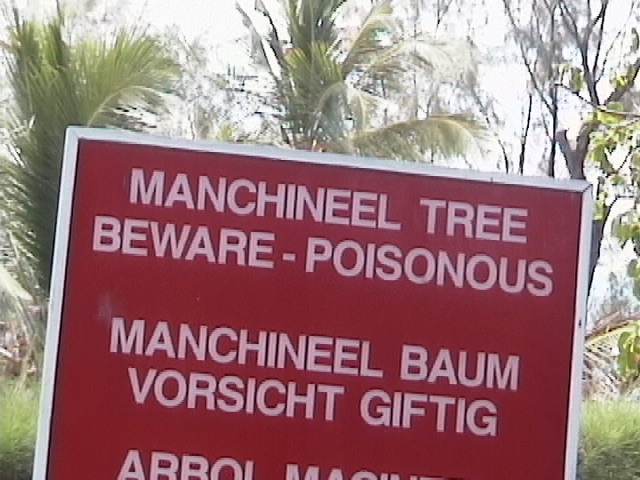 MANCHINEEL TREE
BEWARE - POISONOUS
MANCHINEEL BAUM
VORSICHT GIFTIG
ARBOL